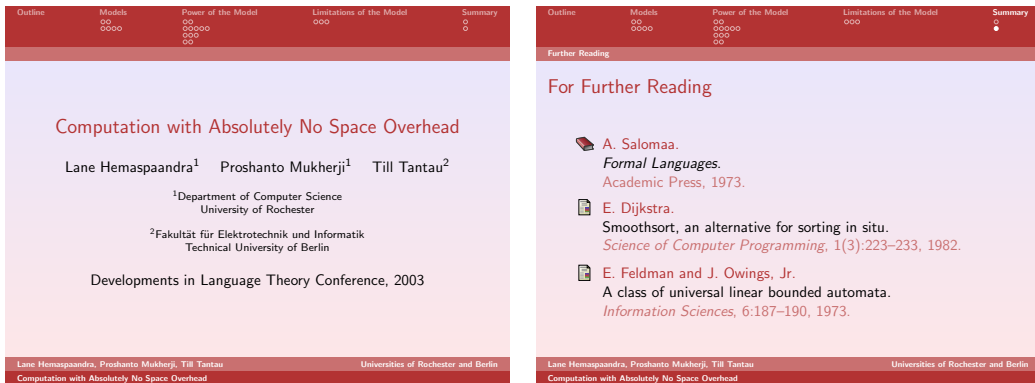 Outline Models Power of the Model Limitations of the Model Summary
Computation with Absolutely No Space Overhead
Lane Hemaspaandra1 Proshanto Mukherji1 Till Tantau2
1Department of Computer Science
University of Rochester
2Fakultät für Elektrotechnik und Informatik
Technical University of Berlin
Developments in Language Theory Conference, 2003
Lane Hemaspaandra, Proshanto Mukherji, Till Tantau Universities of Rochester and Berlin
Computation with Absolutely No Space Overhead
Outline Models Power of the Model Limitations of the Model Summary
Further Reading
For Further Reading
A. Salomaa.
Formal Languages.
Academic Press, 1973.
E. Dijkstra.
Smoothsort, an alternative for sorting in situ.
Science of Computer Programming, 1(3):223–233, 1982.
E. Feldman and J. Owings, Jr.
A class of universal linear bounded automata.
Information Sciences, 6:187–190, 1973.
Lane Hemaspaandra, Proshanto Mukherji, Till Tantau Universities of Rochester and Berlin
Computation with Absolutely No Space Overhead